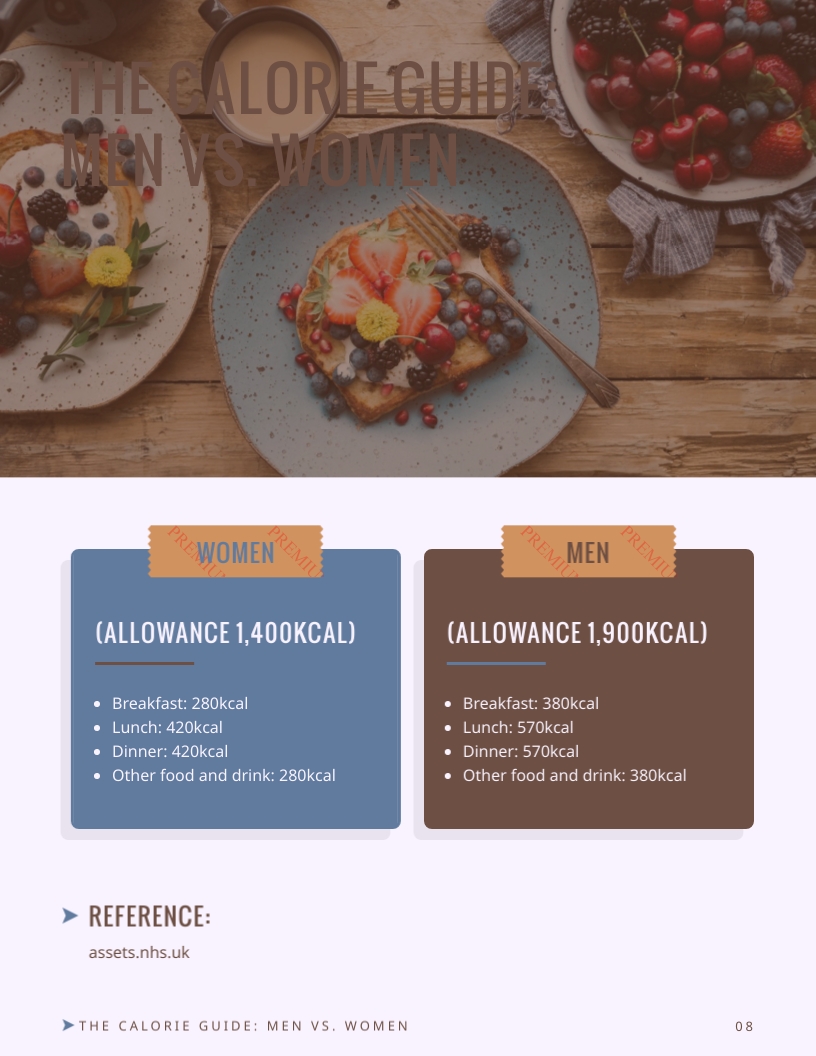 THE CALORIE GUIDE:
MEN VS. WOMEN
PREMIUM PREMIUM
WOMEN
(ALLOWANCE 1,400KCAL)
Breakfast: 280kcal
Lunch: 420kcal
Dinner: 420kcal
Other food and drink: 280kcal
PREMIUM PREMIUM
MEN
(ALLOWANCE 1,900KCAL)
Breakfast: 380kcal
Lunch: 570kcal
Dinner: 570kcal
Other food and drink: 380kcal
REFERENCE:
assets.nhs.uk
THE CALORIE GUIDE: MEN VS. WOMEN 08